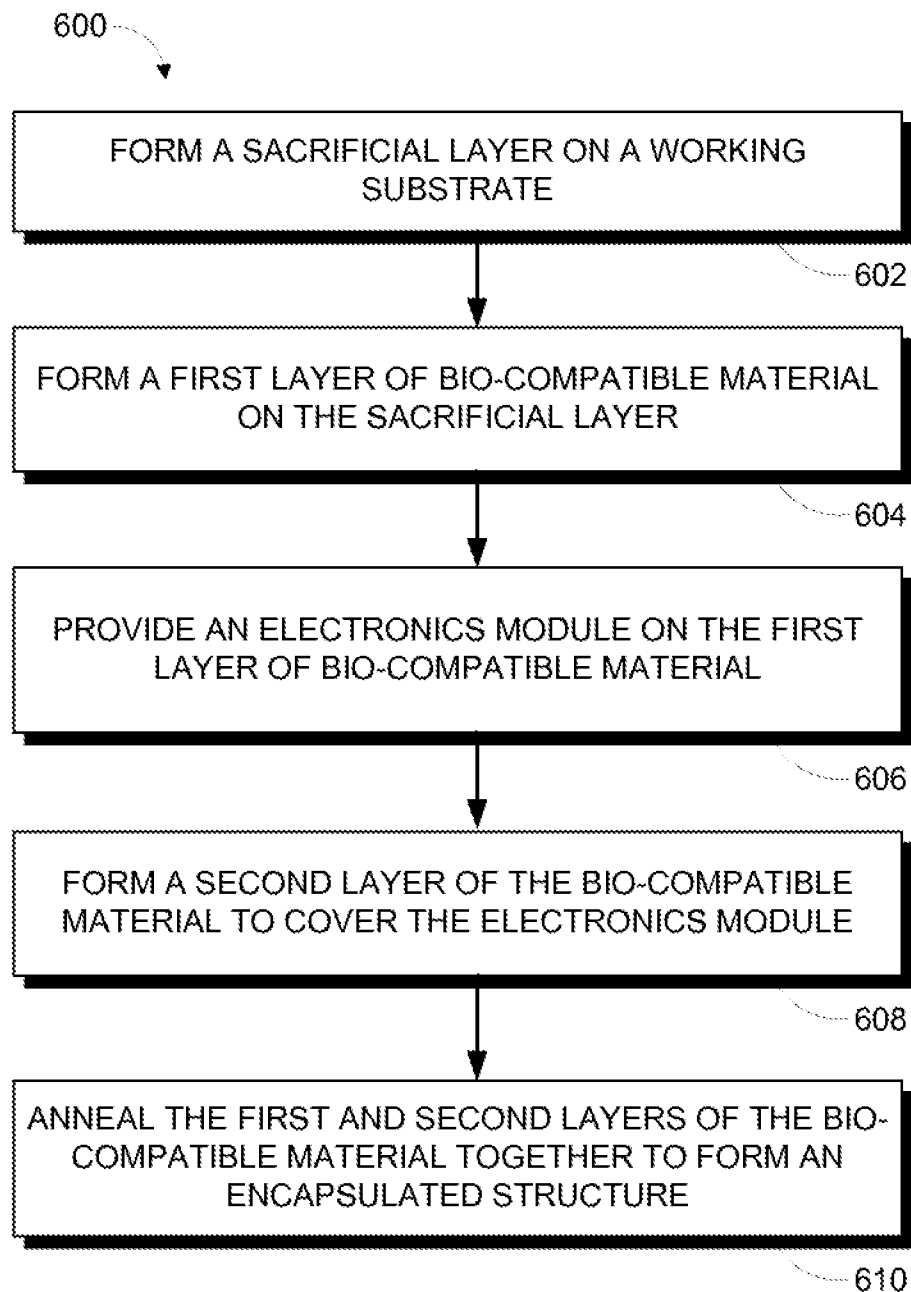 600
FORM A SACRIFICIAL LAYER ON A WORKING
SUBSTRATE
602
FORM A FIRST LAYER OF BIO-COMPATIBLE MATERIAL
ON THE SACRIFICIAL LAYER
604
PROVIDE AN ELECTRONICS MODULE ON THE FIRST
LAYER OF BIO-COMPATIBLE MATERIAL
606
FORM A SECOND LAYER OF THE BIO-COMPATIBLE
MATERIAL TO COVER THE ELECTRONICS MODULE
608
ANNEAL THE FIRST AND SECOND LAYERS OF THE BIO-
COMPATIBLE MATERIAL TOGETHER TO FORM AN
ENCAPSULATED STRUCTURE
610